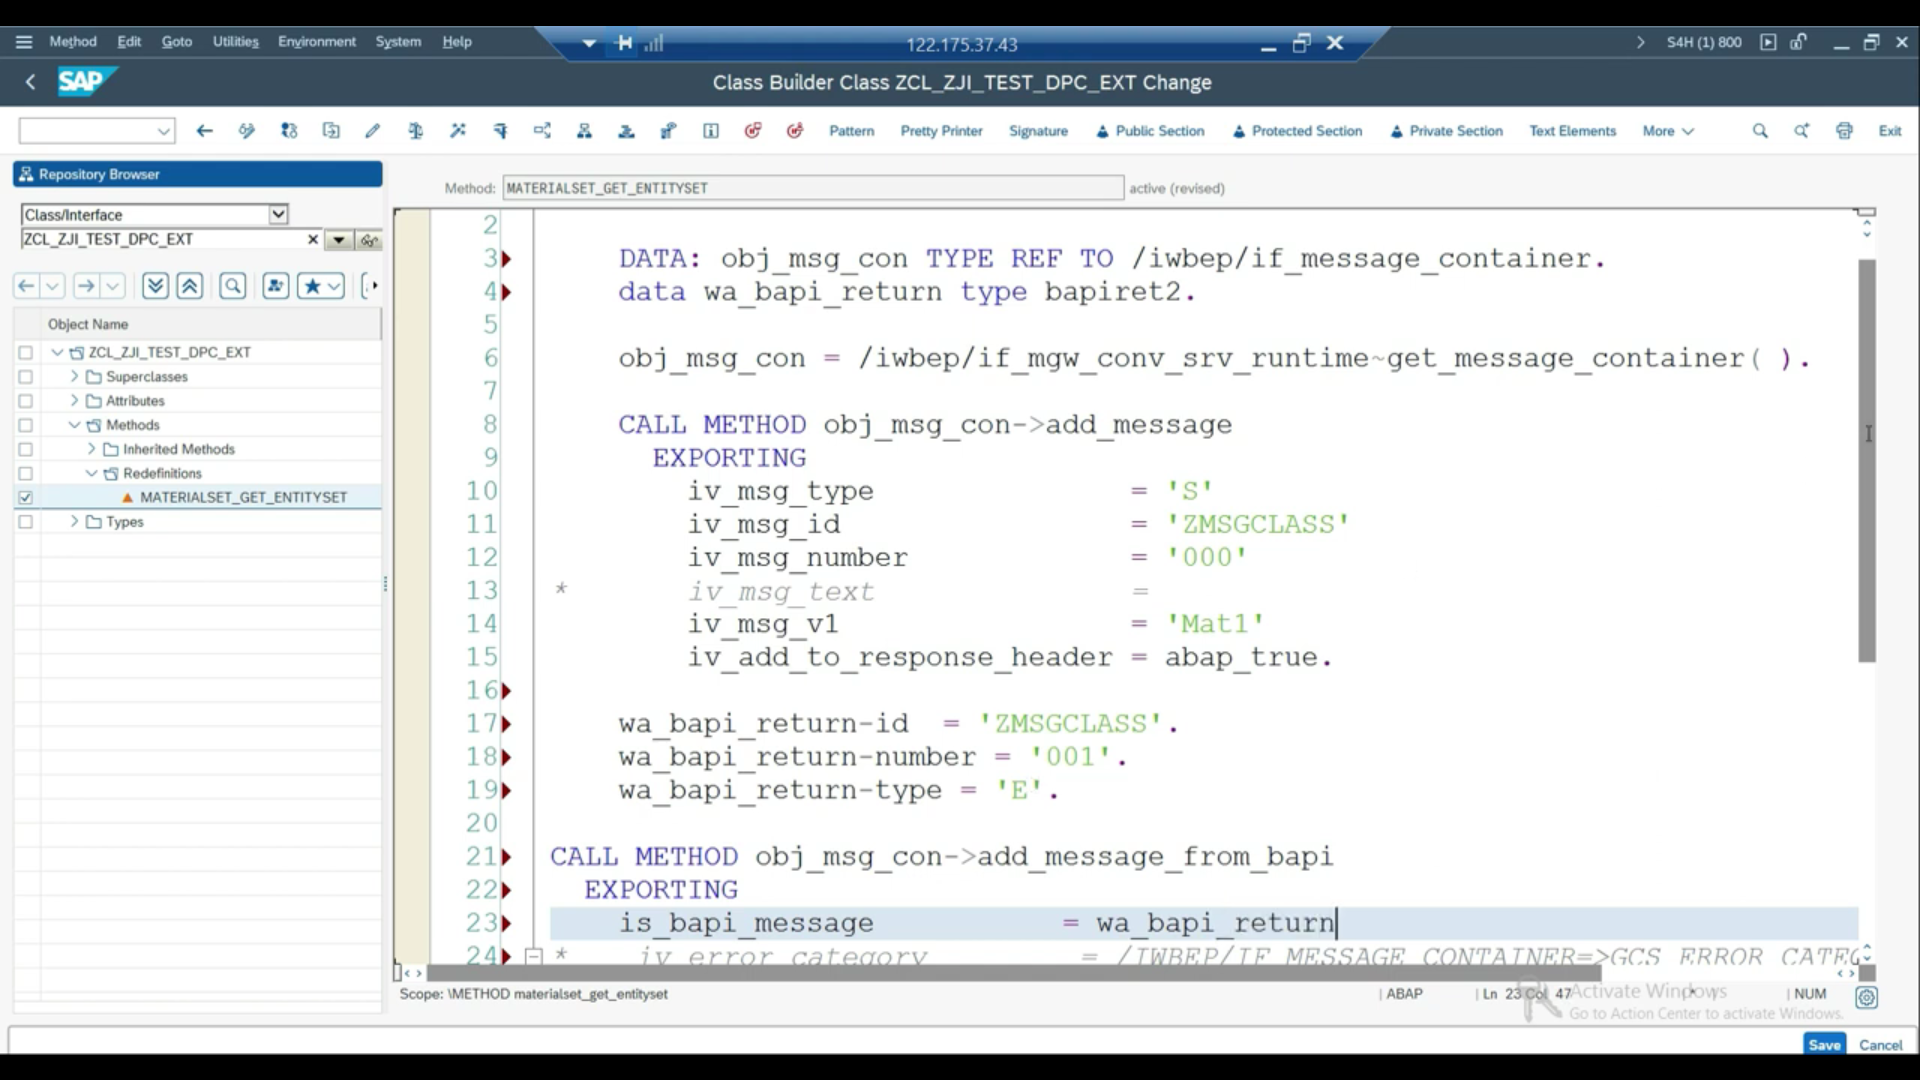 Method Edit Goto Utilities Environment System Help
122.175.37.43
S4H (1) 800
SAP
Class Builder Class ZCL_ZJI_TEST_DPC_EXT Change
Pattern Pretty Printer Signature Public Section Protected Section Private Section Text Elements More Exit
Repository Browser
Class/Interface
ZCL_ZJI_TEST_DPC_EXT
Object Name
ZCL_ZJI_TEST_DPC_EXT
Superclasses
Attributes
Methods
Inherited Methods
Redefinitions
MATERIALSET_GET_ENTITYSET
Types
Method: MATERIALSET_GET_ENTITYSET active (revised)
2
3 DATA: obj_msg_con TYPE REF TO /iwbep/if_message_container.
4 data wa_bapi_return type bapiret2.
5
6 obj_msg_con = /iwbep/if_mgw_conv_srv_runtime~get_message_container( ).
7
8 CALL METHOD obj_msg_con->add_message
9 EXPORTING
10 iv_msg_type = 'S'
11 iv_msg_id = 'ZMSGCLASS'
12 iv_msg_number = '000'
13 * iv_msg_text =
14 iv_msg_v1 = 'Mat1'
15 iv_add_to_response_header = abap_true.
16
17 wa_bapi_return-id = 'ZMSGCLASS'.
18 wa_bapi_return-number = '001'.
19 wa_bapi_return-type = 'E'.
20
21 CALL METHOD obj_msg_con->add_message_from_bapi
22 EXPORTING
23 is_bapi_message = wa_bapi_return
24 * iv_error_category = /IWBEP/IF_MESSAGE_CONTAINER=>GCS_ERROR_CATEG
Scope: \METHOD materialset_get_entityset
ABAP
Ln 23 Col 47
NUM
Activate Windows
Go to Action Center to activate Windows.
Save Cancel